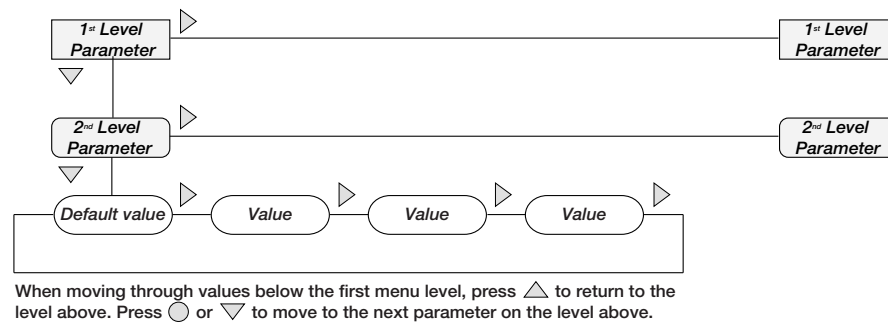 1st Level
Parameter
1st Level
Parameter
2nd Level
Parameter
2nd Level
Parameter
Default value
Value
Value
Value
When moving through values below the first menu level, press to return to the
level above. Press or to move to the next parameter on the level above.